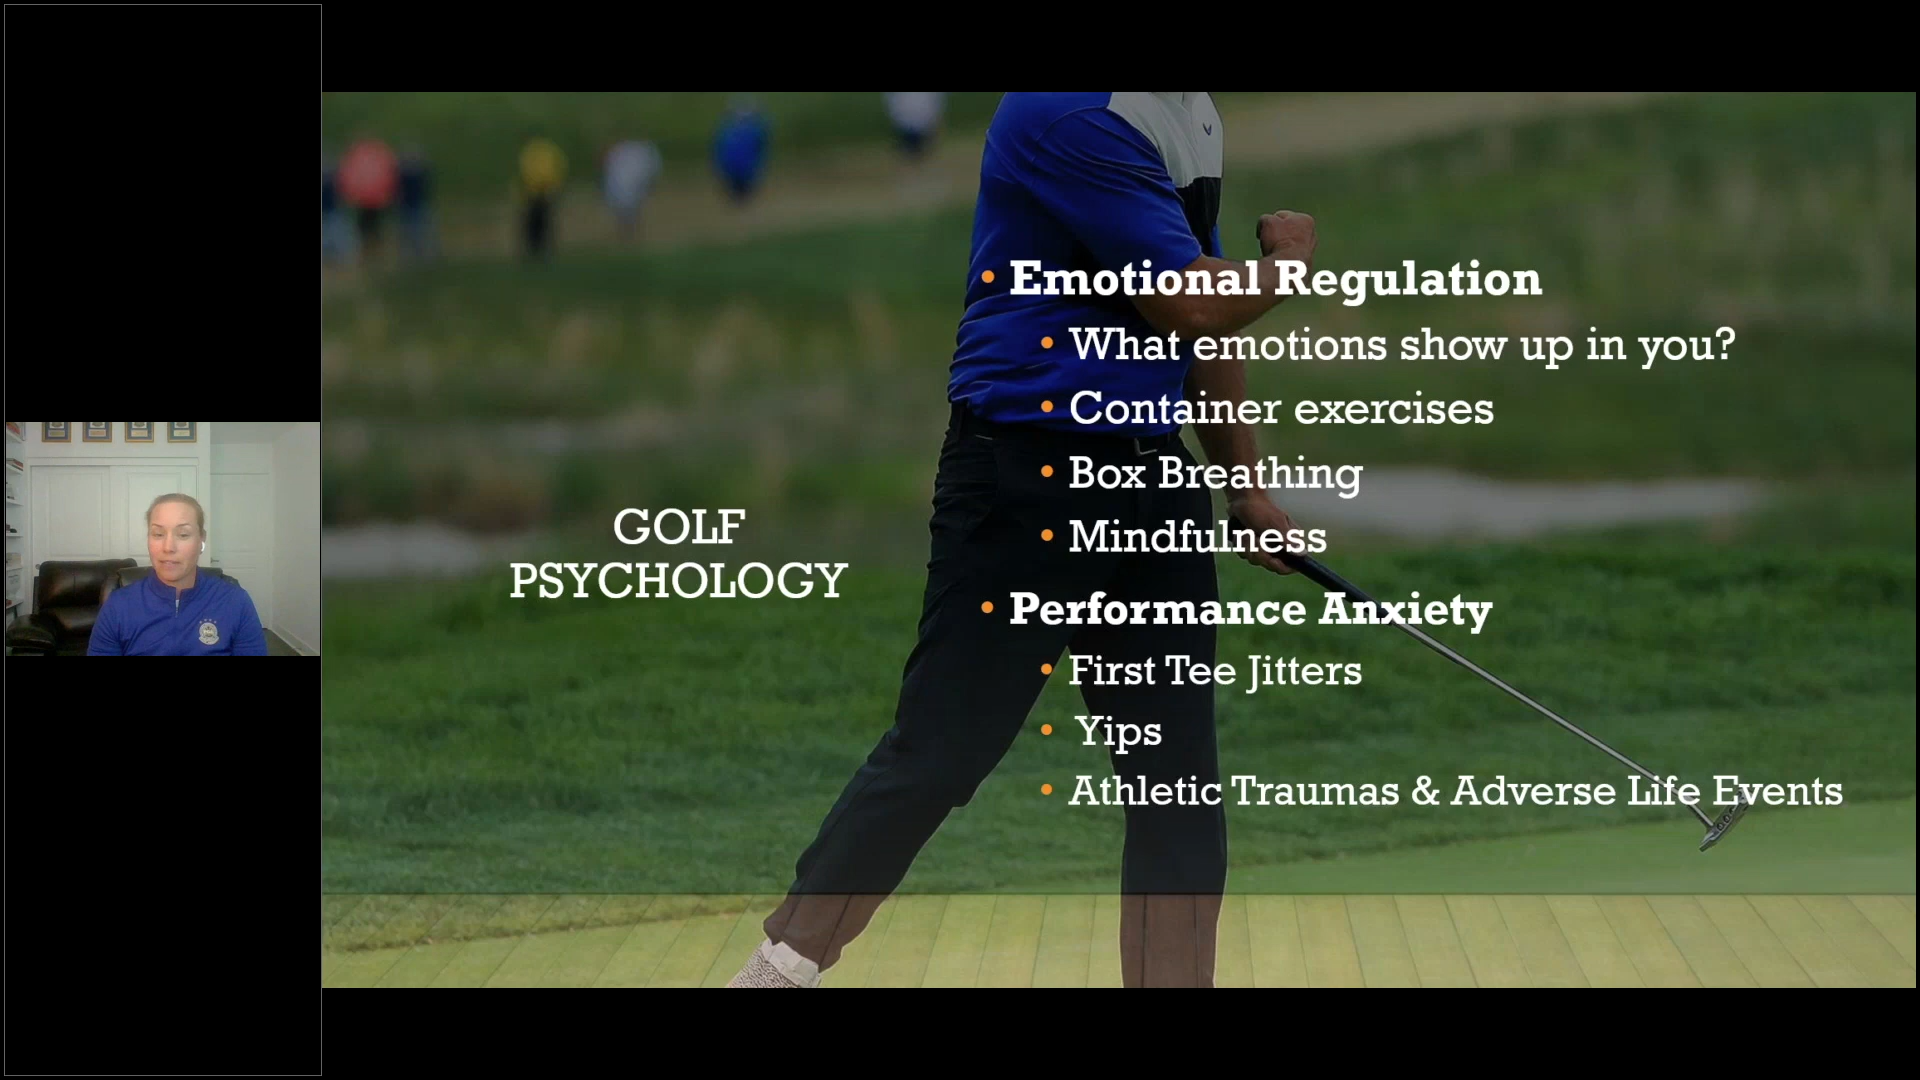 GOLF
PSYCHOLOGY
Emotional Regulation
What emotions show up in you?
Container exercises
Box Breathing
Mindfulness
Performance Anxiety
First Tee Jitters
Yips
Athletic Traumas & Adverse Life Events